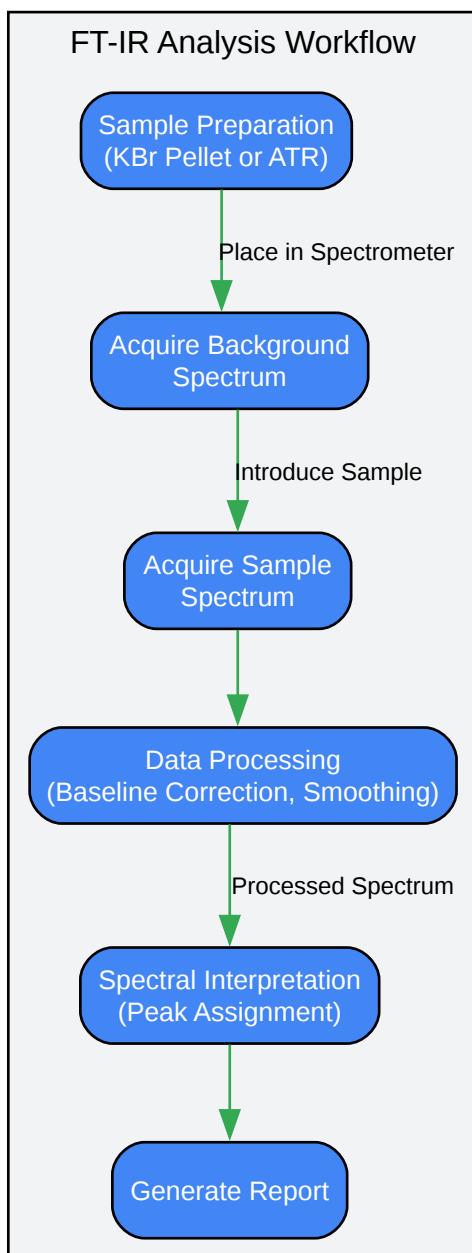 FT-IR Analysis Workflow
Sample Preparation
(KBr Pellet or ATR)
Place in Spectrometer
Acquire Background
Spectrum
Introduce Sample
Acquire Sample
Spectrum
Data Processing
(Baseline Correction, Smoothing)
Processed Spectrum
Spectral Interpretation
(Peak Assignment)
Generate Report